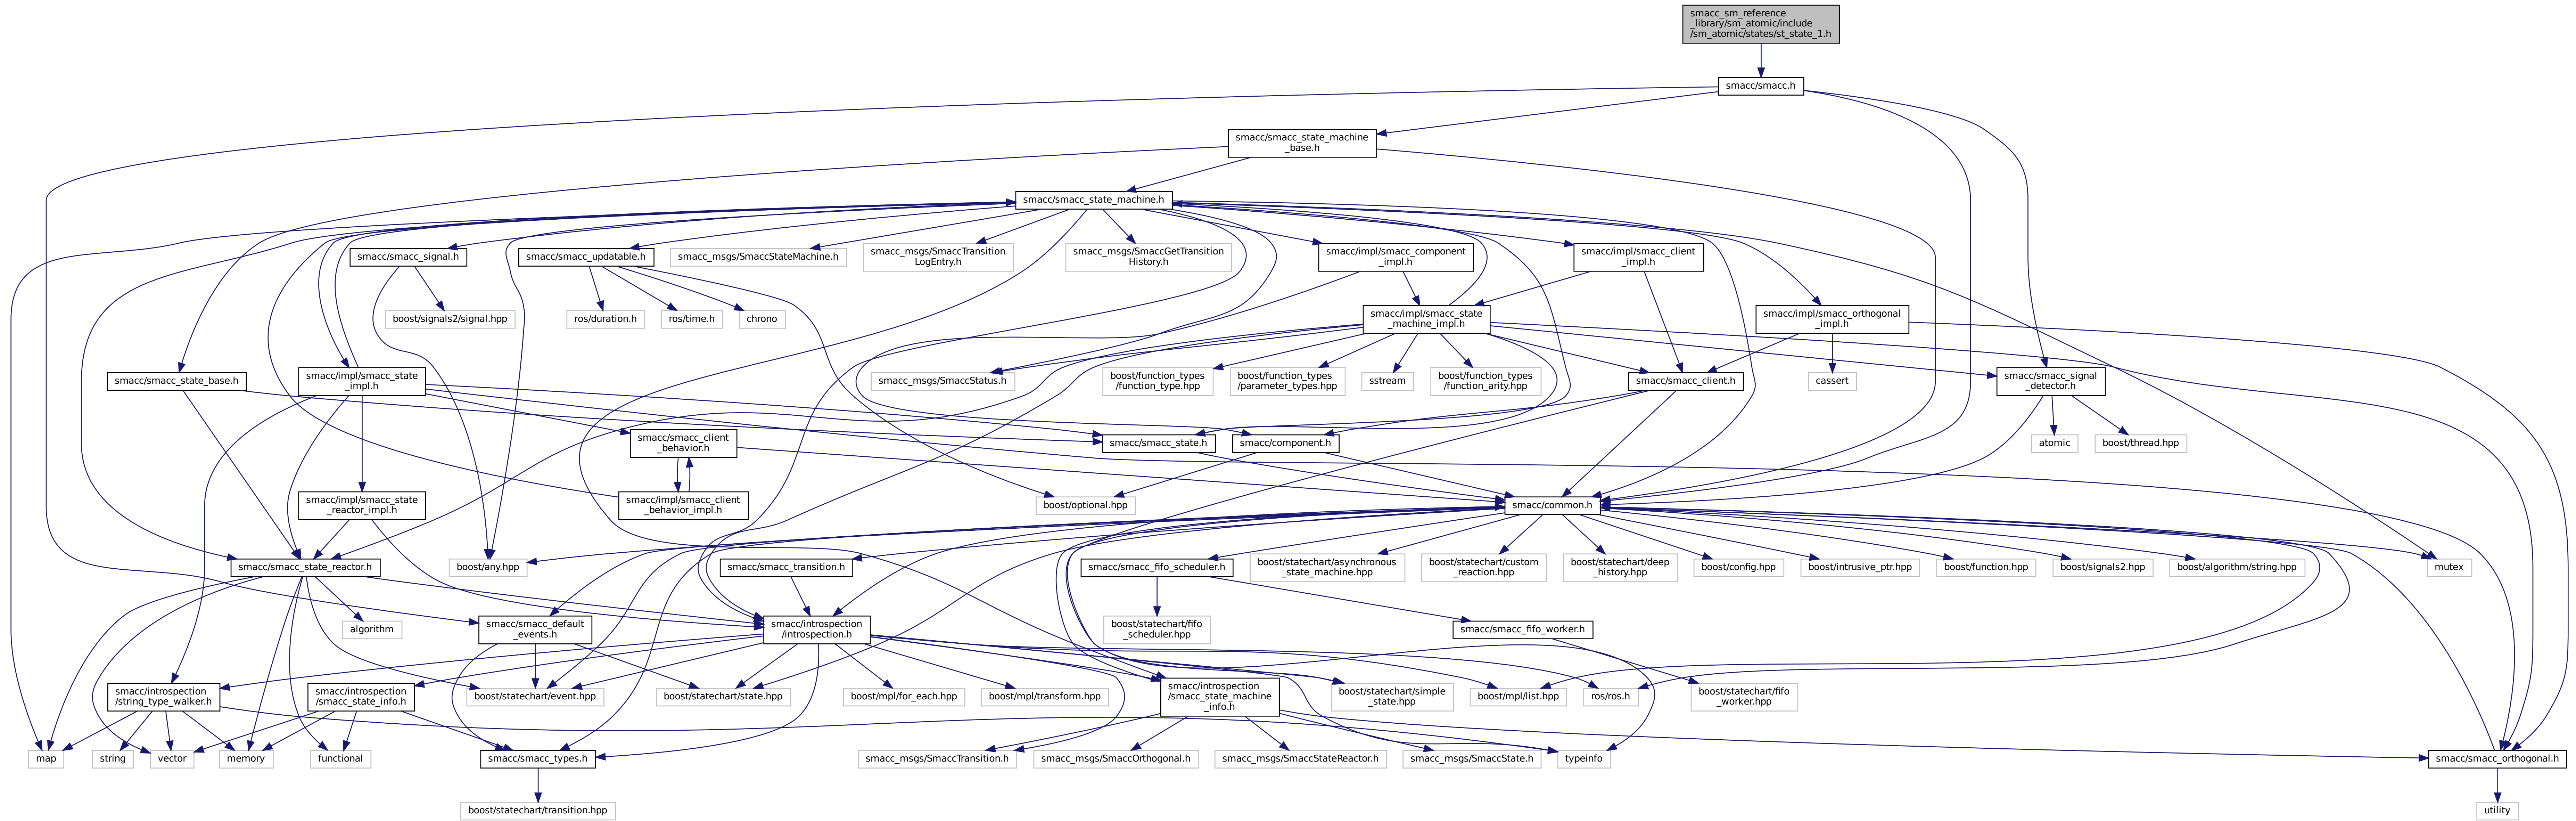 smacc_sm_reference
_library/sm_atomic/include
/sm_atomic/states/st_state_1.h
smacc/smacc.h
smacc/smacc_state_machine
_base.h
smacc/smacc_state_machine.h
smacc/smacc_signal.h
smacc/smacc_updatable.h
smacc_msgs/SmaccStateMachine.h
smacc_msgs/SmaccTransition
LogEntry.h
smacc_msgs/SmaccGetTransition
History.h
smacc/impl/smacc_component
_impl.h
smacc/impl/smacc_client
_impl.h
boost/signals2/signal.hpp
ros/duration.h
ros/time.h
chrono
smacc/impl/smacc_state
_machine_impl.h
smacc/impl/smacc_orthogonal
_impl.h
smacc/smacc_state_base.h
smacc/impl/smacc_state
_impl.h
smacc_msgs/SmaccStatus.h
boost/function_types
/function_type.hpp
boost/function_types
/parameter_types.hpp
sstream
boost/function_types
/function_arity.hpp
smacc/smacc_client.h
cassert
smacc/smacc_signal
_detector.h
smacc/smacc_client
_behavior.h
smacc/smacc_state.h
smacc/component.h
atomic
boost/thread.hpp
smacc/impl/smacc_state
_reactor_impl.h
smacc/impl/smacc_client
_behavior_impl.h
boost/optional.hpp
smacc/common.h
smacc/smacc_state_reactor.h
boost/any.hpp
smacc/smacc_transition.h
smacc/smacc_fifo_scheduler.h
boost/statechart/asynchronous
_state_machine.hpp
boost/statechart/custom
_reaction.hpp
boost/statechart/deep
_history.hpp
boost/config.hpp
boost/intrusive_ptr.hpp
boost/function.hpp
boost/signals2.hpp
boost/algorithm/string.hpp
mutex
algorithm
smacc/smacc_default
_events.h
smacc/introspection
/introspection.h
boost/statechart/fifo
_scheduler.hpp
smacc/smacc_fifo_worker.h
smacc/introspection
/string_type_walker.h
smacc/introspection
/smacc_state_info.h
boost/statechart/event.hpp
boost/statechart/state.hpp
boost/mpl/for_each.hpp
boost/mpl/transform.hpp
smacc/introspection
/smacc_state_machine
_info.h
boost/statechart/simple
_state.hpp
boost/mpl/list.hpp
ros/ros.h
boost/statechart/fifo
_worker.hpp
map
string
vector
memory
functional
smacc/smacc_types.h
smacc_msgs/SmaccTransition.h
smacc_msgs/SmaccOrthogonal.h
smacc_msgs/SmaccStateReactor.h
smacc_msgs/SmaccState.h
typeinfo
smacc/smacc_orthogonal.h
boost/statechart/transition.hpp
utility